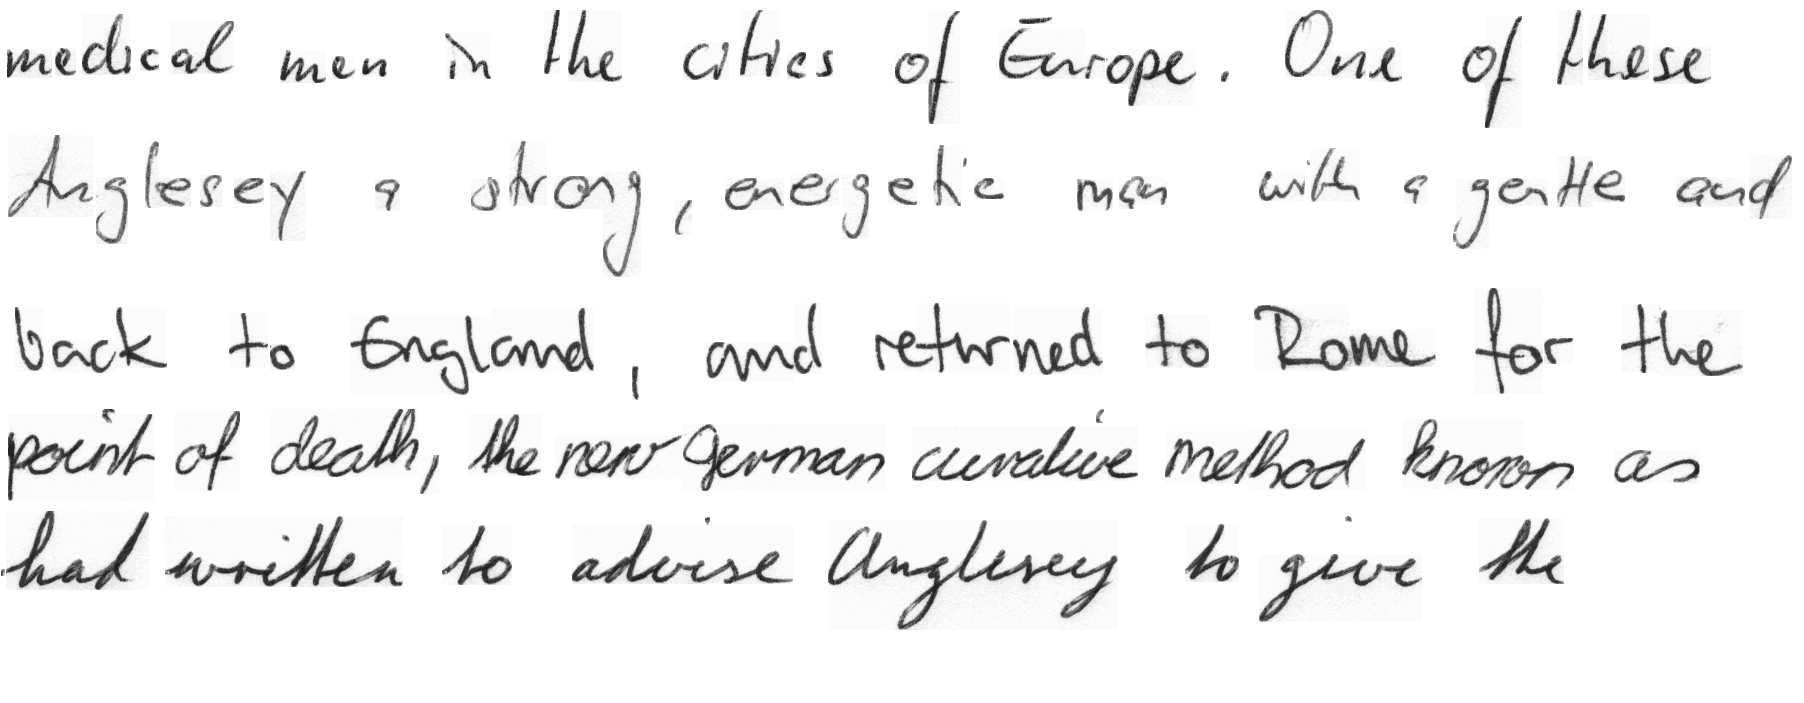 medical men in the cities of Europe. One of these
Anglesey a strong, energetic man with a gentle and
back to England, and returned to Rome for the
point of death, the new German curative method known as
had written to advise Anglesey to give the